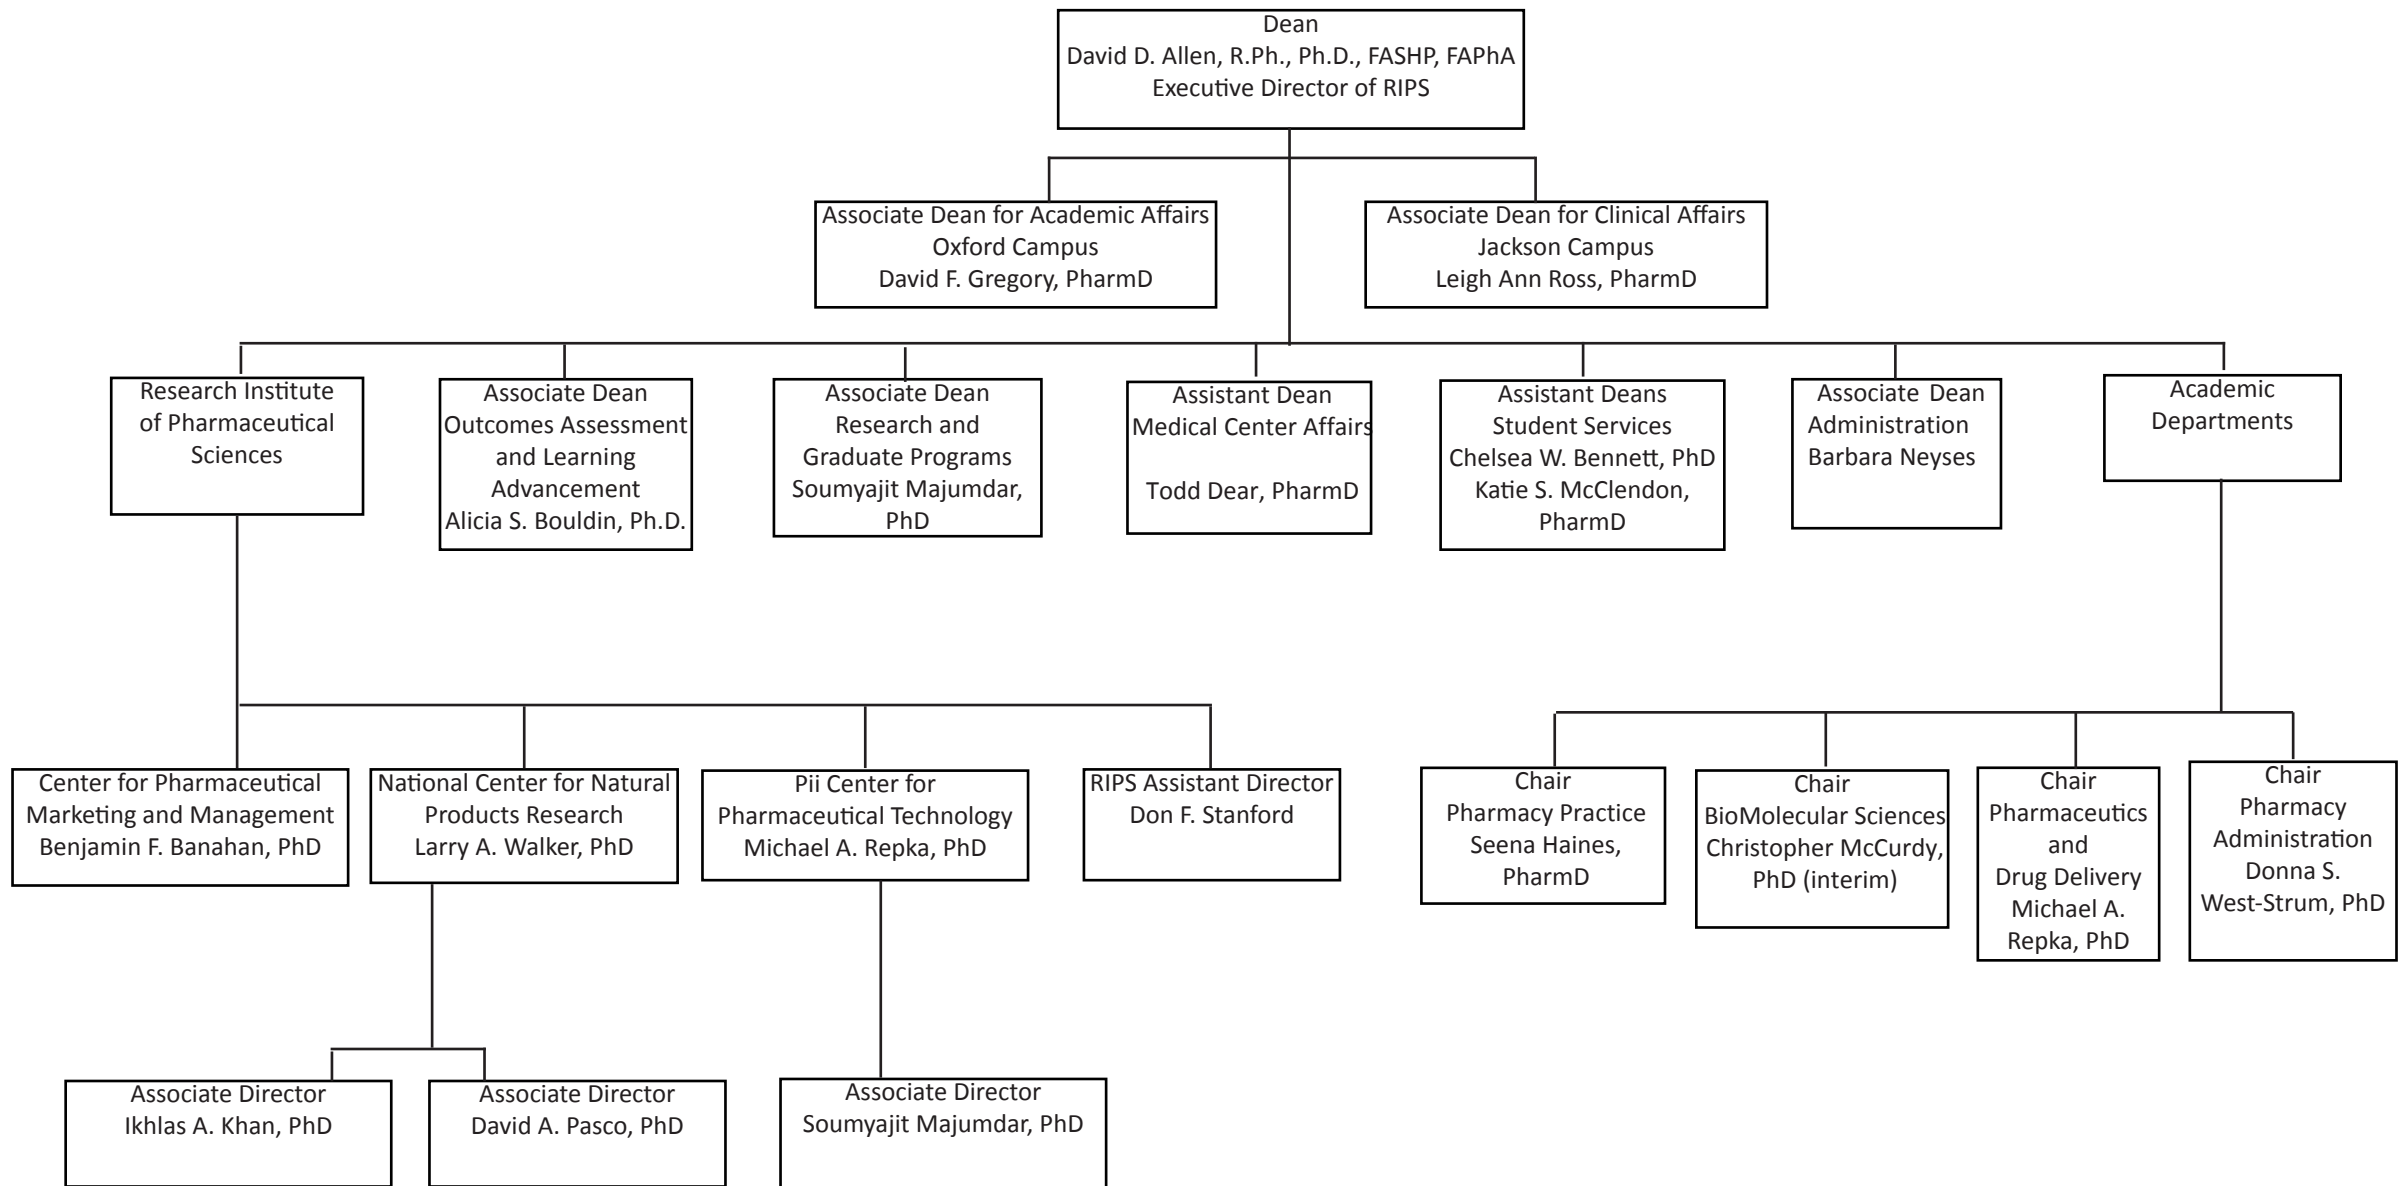 Dean
David D. Allen, R.Ph., Ph.D., FASHP, FAPhA
Executive Director of RIPS
Associate Dean for Academic Affairs
Oxford Campus
David F. Gregory, PharmD
Associate Dean for Clinical Affairs
Jackson Campus
Leigh Ann Ross, PharmD
Research Institute
of Pharmaceutical
Sciences
Associate Dean
Outcomes Assessment
and Learning
Advancement
Alicia S. Bouldin, Ph.D.
Associate Dean
Research and
Graduate Programs
Soumyajit Majumdar,
PhD
Assistant Dean
Medical Center Affairs
Todd Dear, PharmD
Assistant Deans
Student Services
Chelsea W. Bennett, PhD
Katie S. McClendon,
PharmD
Associate Dean
Administration
Barbara Neyses
Academic
Departments
Center for Pharmaceutical
Marketing and Management
Benjamin F. Banahan, PhD
National Center for Natural
Products Research
Larry A. Walker, PhD
Pii Center for
Pharmaceutical Technology
Michael A. Repka, PhD
RIPS Assistant Director
Don F. Stanford
Chair
Pharmacy Practice
Seena Haines,
PharmD
Chair
BioMolecular Sciences
Christopher McCurdy,
PhD (interim)
Chair
Pharmaceutics
and
Drug Delivery
Michael A.
Repka, PhD
Chair
Pharmacy
Administration
Donna S.
West-Strum, PhD
Associate Director
Ikhlas A. Khan, PhD
Associate Director
David A. Pasco, PhD
Associate Director
Soumyajit Majumdar, PhD